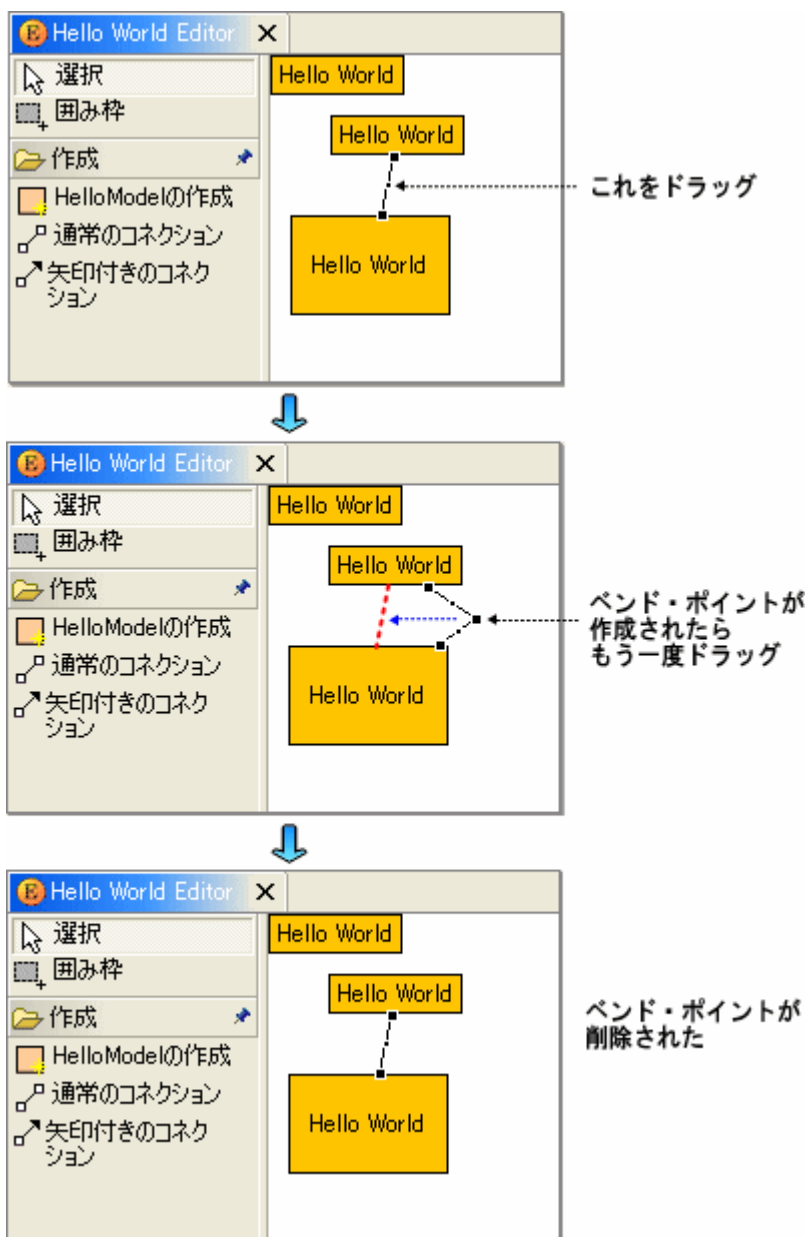 Hello World Editor
選択
囲み枠
作成
HelloModelの作成
通常のコネクション
矢印付きのコネク
ション
Hello World
Hello World
Hello World
これをドラッグ
Hello World Editor
選択
囲み枠
作成
HelloModelの作成
通常のコネクション
矢印付きのコネク
ション
Hello World
Hello World
Hello World
ベンド・ポイントが
作成されたら
もう一度ドラッグ
Hello World Editor
選択
囲み枠
作成
HelloModelの作成
通常のコネクション
矢印付きのコネク
ション
Hello World
Hello World
Hello World
ベンド・ポイントが
削除された